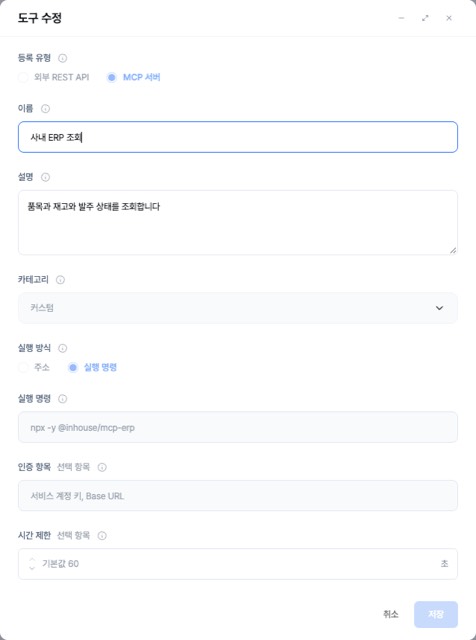 도구 수정
등록 유형
외부 REST API MCP 서버
이름
사내 ERP 조회
설명
품목과 재고와 발주 상태를 조회합니다
카테고리
커스텀
실행 방식
주소 실행 명령
실행 명령
npx -y @inhouse/mcp-erp
인증 항목 선택 항목
서비스 계정 키, Base URL
시간 제한 선택 항목
기본값 60 초
취소 저장